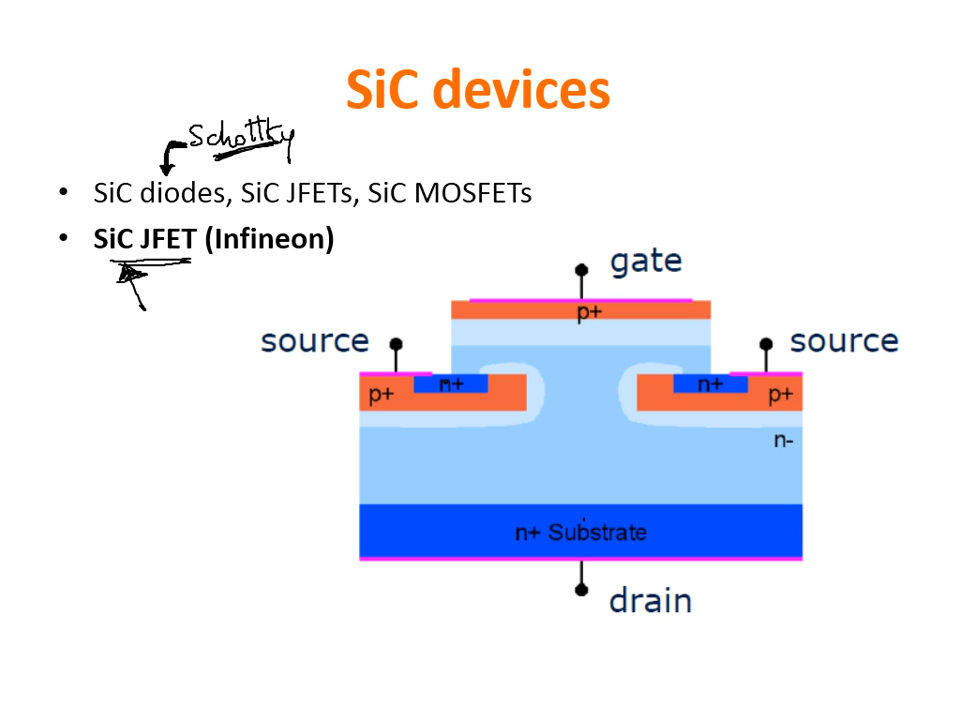 SiC devices
Schottky
• SiC diodes, SiC JFETs, SiC MOSFETs
• SiC JFET (Infineon)
gate
p+
source
source
n+
n+
p+
p+
n-
n+ Substrate
drain